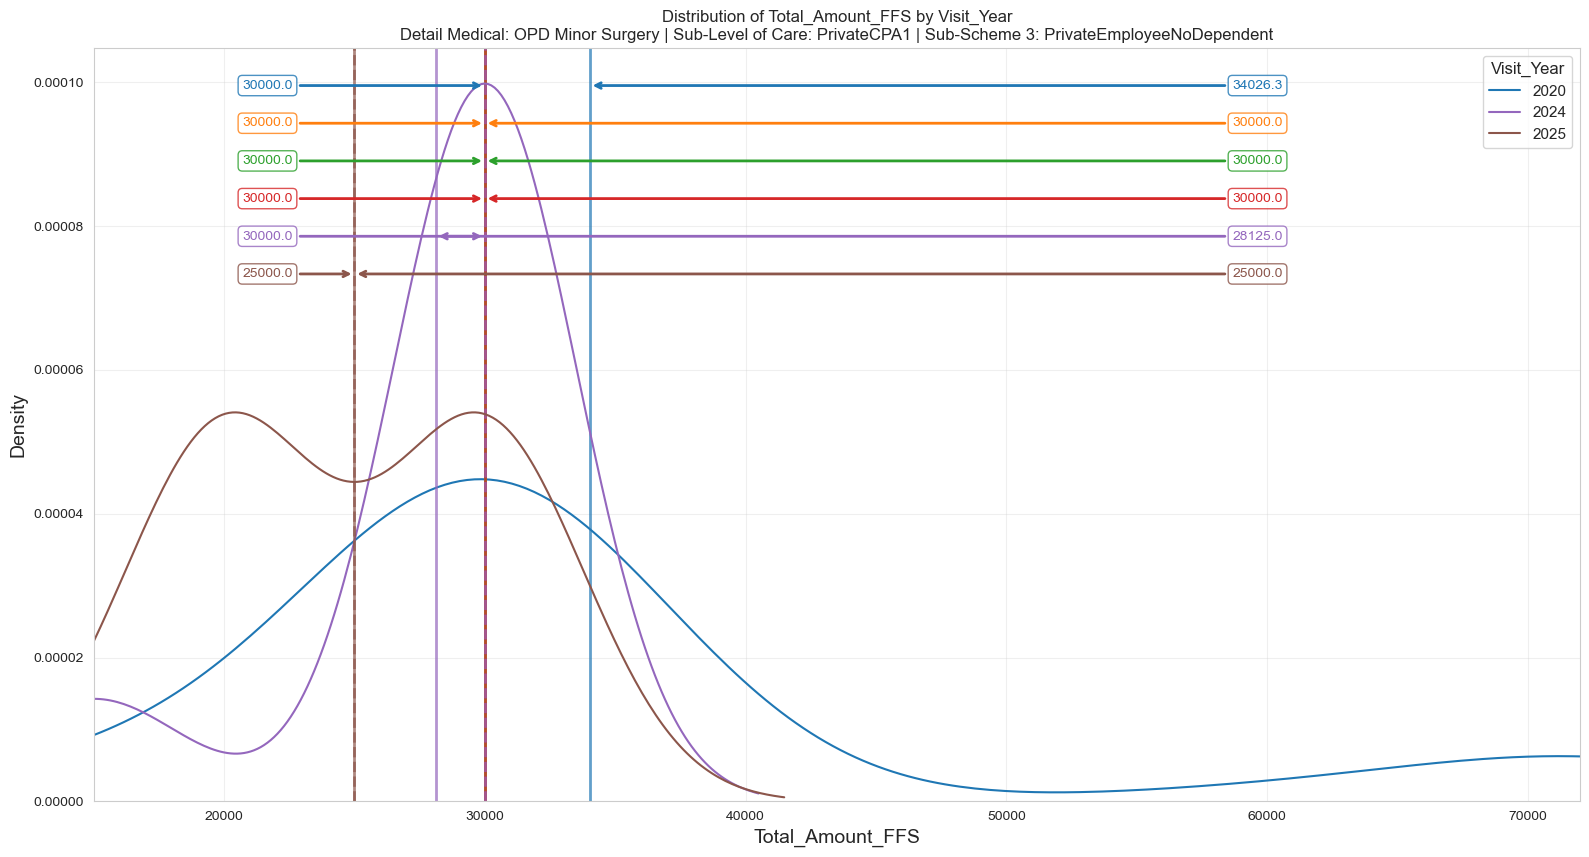 Distribution of Total_Amount_FFS by Visit_Year
Detail Medical: OPD Minor Surgery | Sub-Level of Care: PrivateCPA1 | Sub-Scheme 3: PrivateEmployeeNoDependent
Visit_Year
2020
2024
2025
30000.0 34026.3
30000.0 30000.0
30000.0 30000.0
30000.0 30000.0
30000.0 28125.0
25000.0 25000.0
Density
0.00010
0.00008
0.00006
0.00004
0.00002
0.00000
20000 30000 40000 50000 60000 70000
Total_Amount_FFS